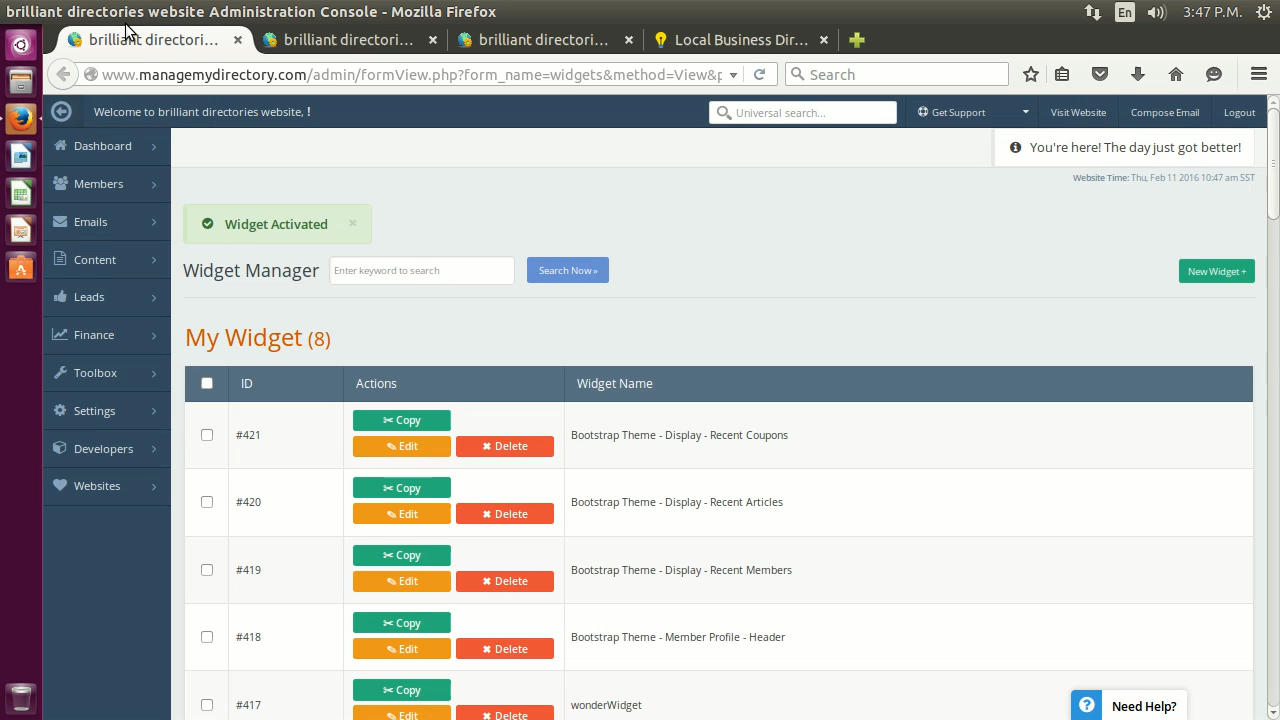 brilliant directories website Administration Console - Mozilla Firefox
En
3:47 P.M.
brilliant directori...
brilliant directori...
brilliant directori...
Local Business Dir...
www.managemydirectory.com/admin/formView.php?form_name=widgets&method=View&p
Search
Welcome to brilliant directories website, !
Universal search...
Get Support
Visit Website
Compose Email
Logout
Dashboard
Members
Emails
Content
Leads
Finance
Toolbox
Settings
Developers
Websites
You're here! The day just got better!
Website Time: Thu, Feb 11 2016 10:47 am SST
Widget Activated
Widget Manager
Enter keyword to search
Search Now »
New Widget +
My Widget (8)
ID
Actions
Widget Name
#421
Copy
Edit
Delete
Bootstrap Theme - Display - Recent Coupons
#420
Copy
Edit
Delete
Bootstrap Theme - Display - Recent Articles
#419
Copy
Edit
Delete
Bootstrap Theme - Display - Recent Members
#418
Copy
Edit
Delete
Bootstrap Theme - Member Profile - Header
#417
Copy
Edit
Delete
wonderWidget
Need Help?